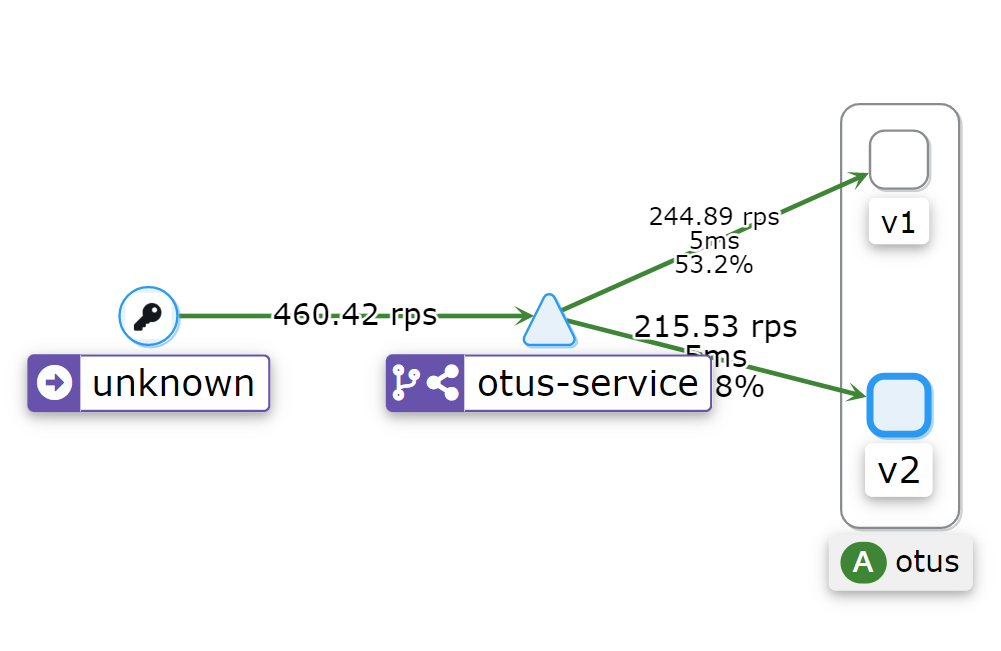 244.89 rps
5ms
53.2%
460.42 rps
215.53 rps
5ms
8%
unknown
otus-service
v1
v2
A otus